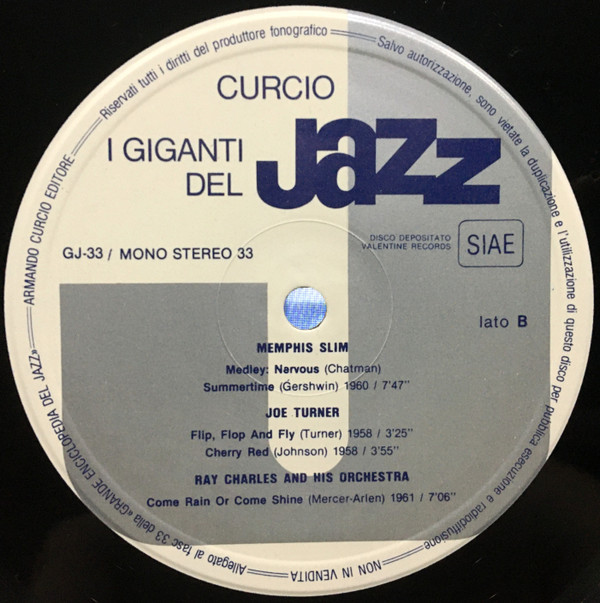 Riservati tutti i diritti del produttore fonografico
Salvo autorizzazione, sono vietate la duplicazione e l'utilizzazione di questo disco per pubblica esecuzione e radiodiffusione
CURCIO
I GIGANTI
DEL
Jazz
GJ-33 / MONO STEREO 33
DISCO DEPOSITATO
VALENTINE RECORDS
SIAE
lato B
MEMPHIS SLIM
Medley: Nervous (Chatman)
Summertime (Gershwin) 1960 / 7'47''
JOE TURNER
Flip, Flop And Fly (Turner) 1958 / 3'25''
Cherry Red (Johnson) 1958 / 3'55''
RAY CHARLES AND HIS ORCHESTRA
Come Rain Or Come Shine (Mercer-Arlen) 1961 / 7'06''
NON IN VENDITA
Allegato al fasc 33 della «GRANDE ENCICLOPEDIA DEL JAZZ»
ARMANDO CURCIO EDITORE